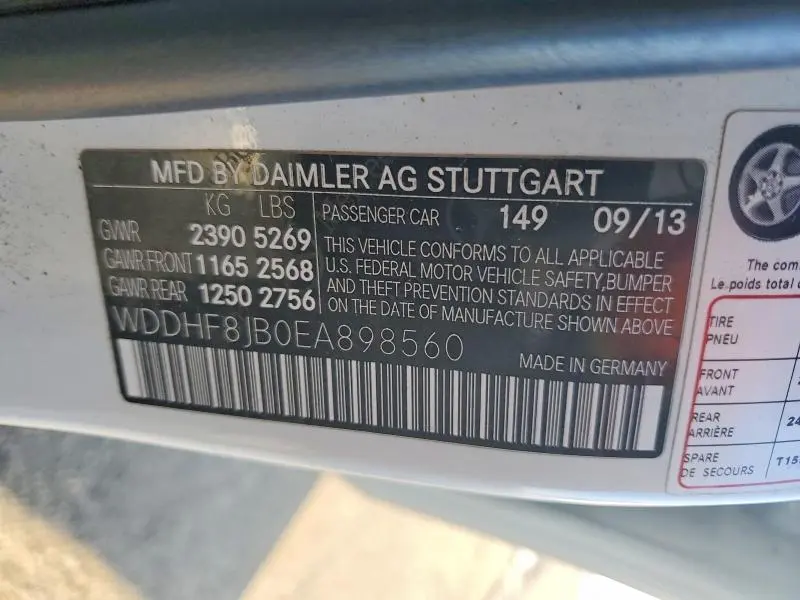 MFD BY DAIMLER AG STUTTGART
KG LBS
GVWR 2390 5269
GAWR FRONT 1165 2568
GAWR REAR 1250 2756
PASSENGER CAR 149 09/13
THIS VEHICLE CONFORMS TO ALL APPLICABLE
U.S. FEDERAL MOTOR VEHICLE SAFETY, BUMPER
AND THEFT PREVENTION STANDARDS IN EFFECT
ON THE DATE OF MANUFACTURE SHOWN ABOVE
WDDHF8JB0EA898560
MADE IN GERMANY
The com
Le poids total
TIRE
PNEU
FRONT
AVANT
REAR
ARRIÈRE
24
SPARE
DE SECOURS
T15